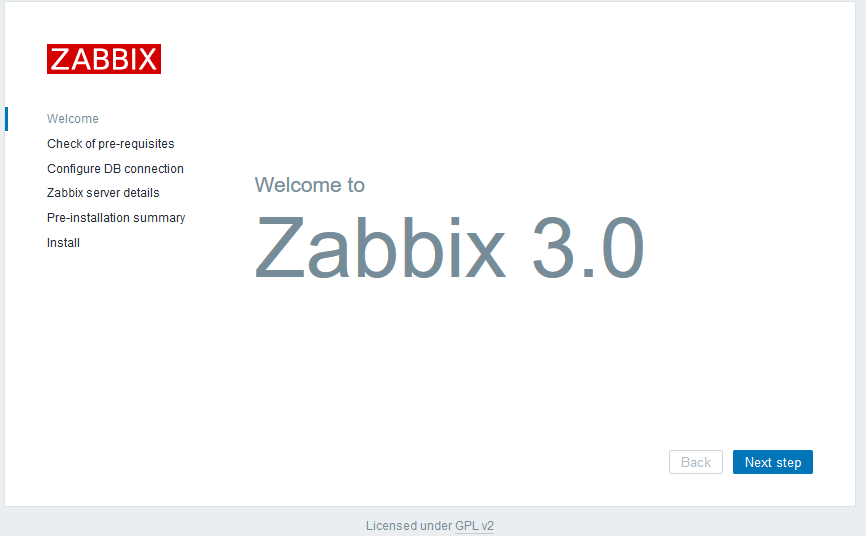 ZABBIX
Welcome
Check of pre-requisites
Configure DB connection
Zabbix server details
Pre-installation summary
Install
Welcome to
Zabbix 3.0
Back
Next step
Licensed under GPL v2